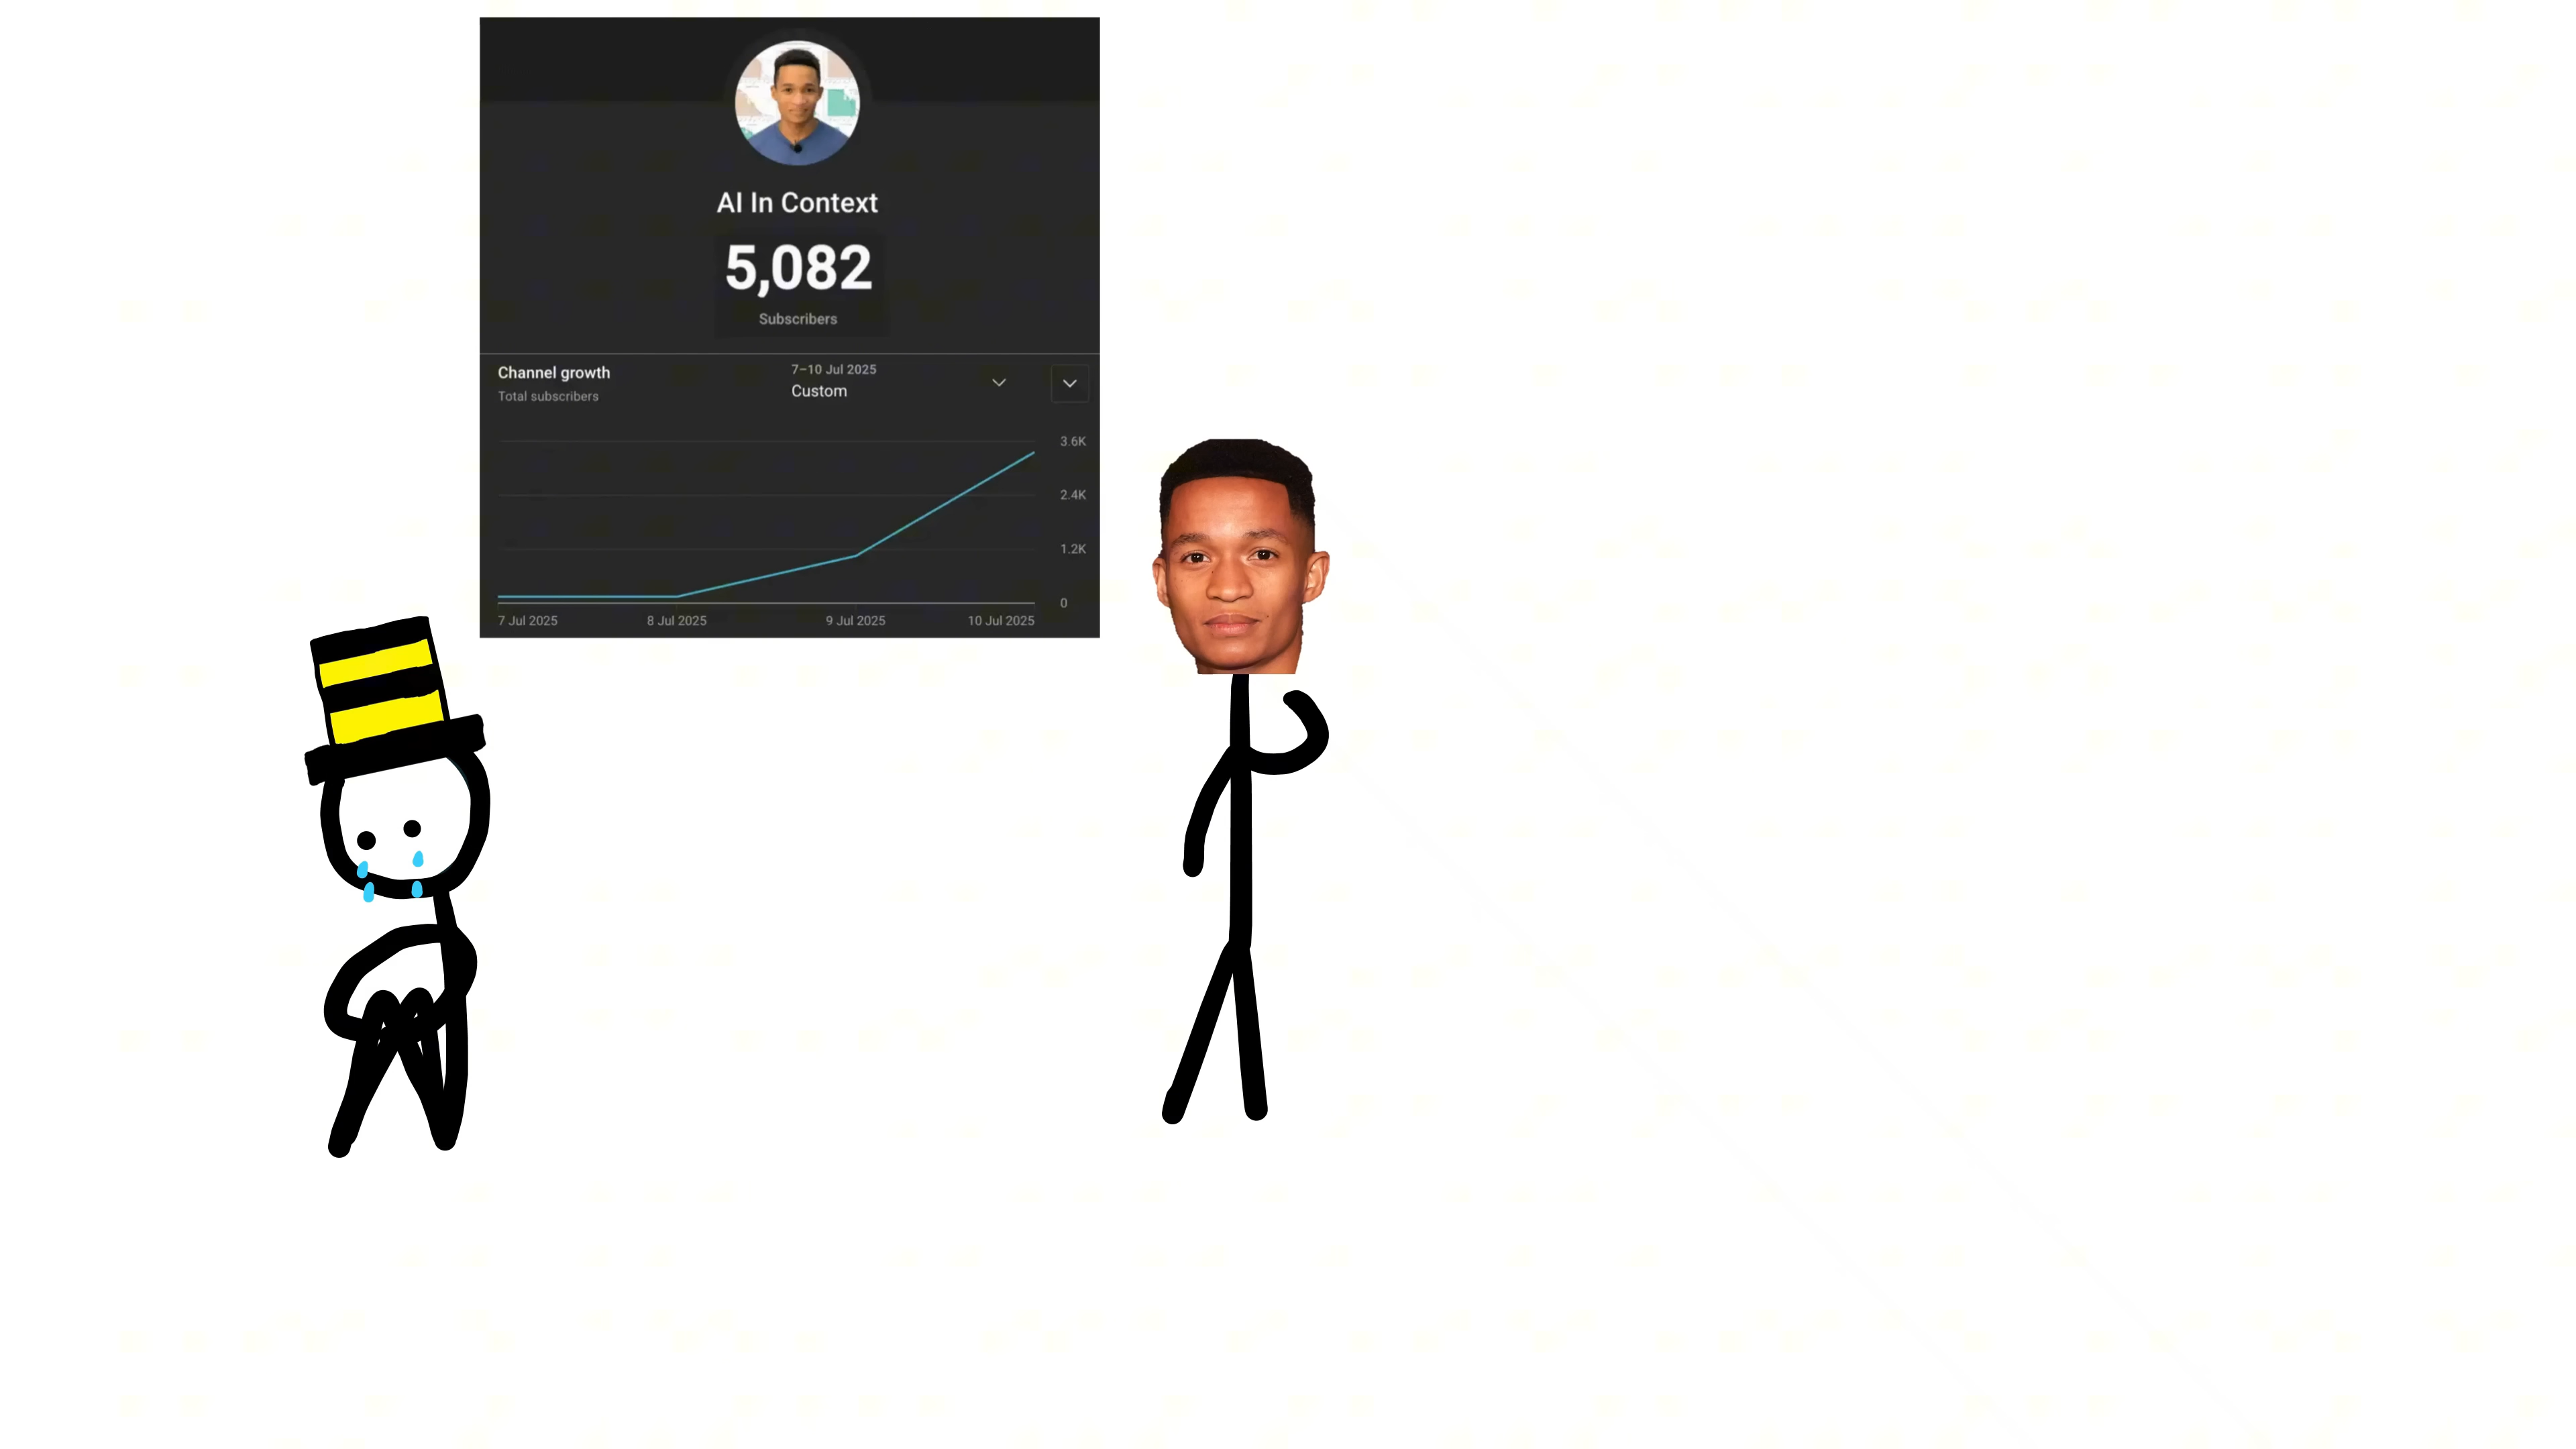 AI In Context
5,082
Subscribers
Channel growth
Total subscribers
7–10 Jul 2025
Custom
3.6K
2.4K
1.2K
0
7 Jul 2025 8 Jul 2025 9 Jul 2025 10 Jul 2025